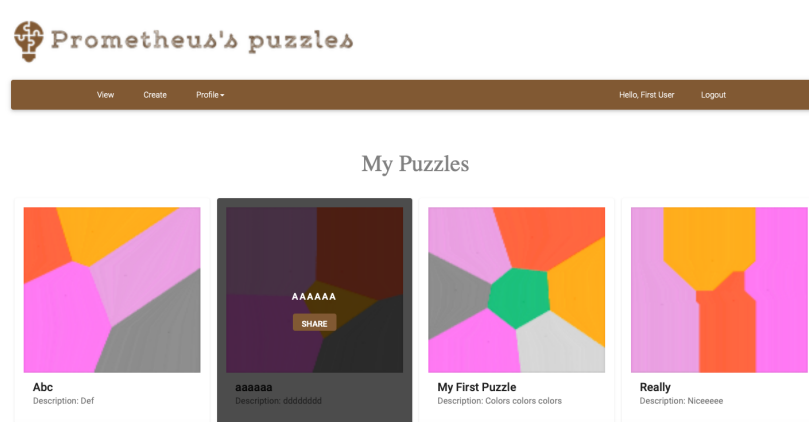 Prometheus's puzzles
View Create Profile Hello, First User Logout
My Puzzles
AAAAAA
SHARE
Abc
Description: Def
aaaaaa
Description: dddddddd
My First Puzzle
Description: Colors colors colors
Really
Description: Niceeeee